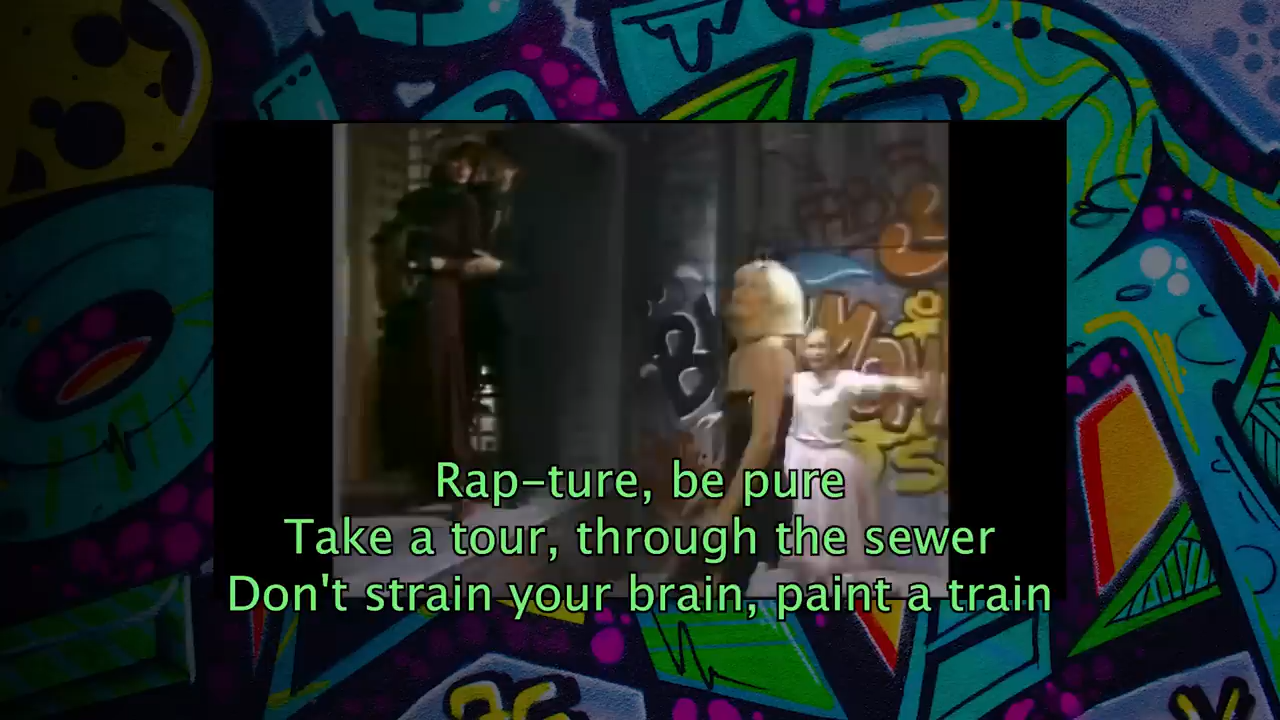 Rap-ture, be pure
Take a tour, through the sewer
Don't strain your brain, paint a train